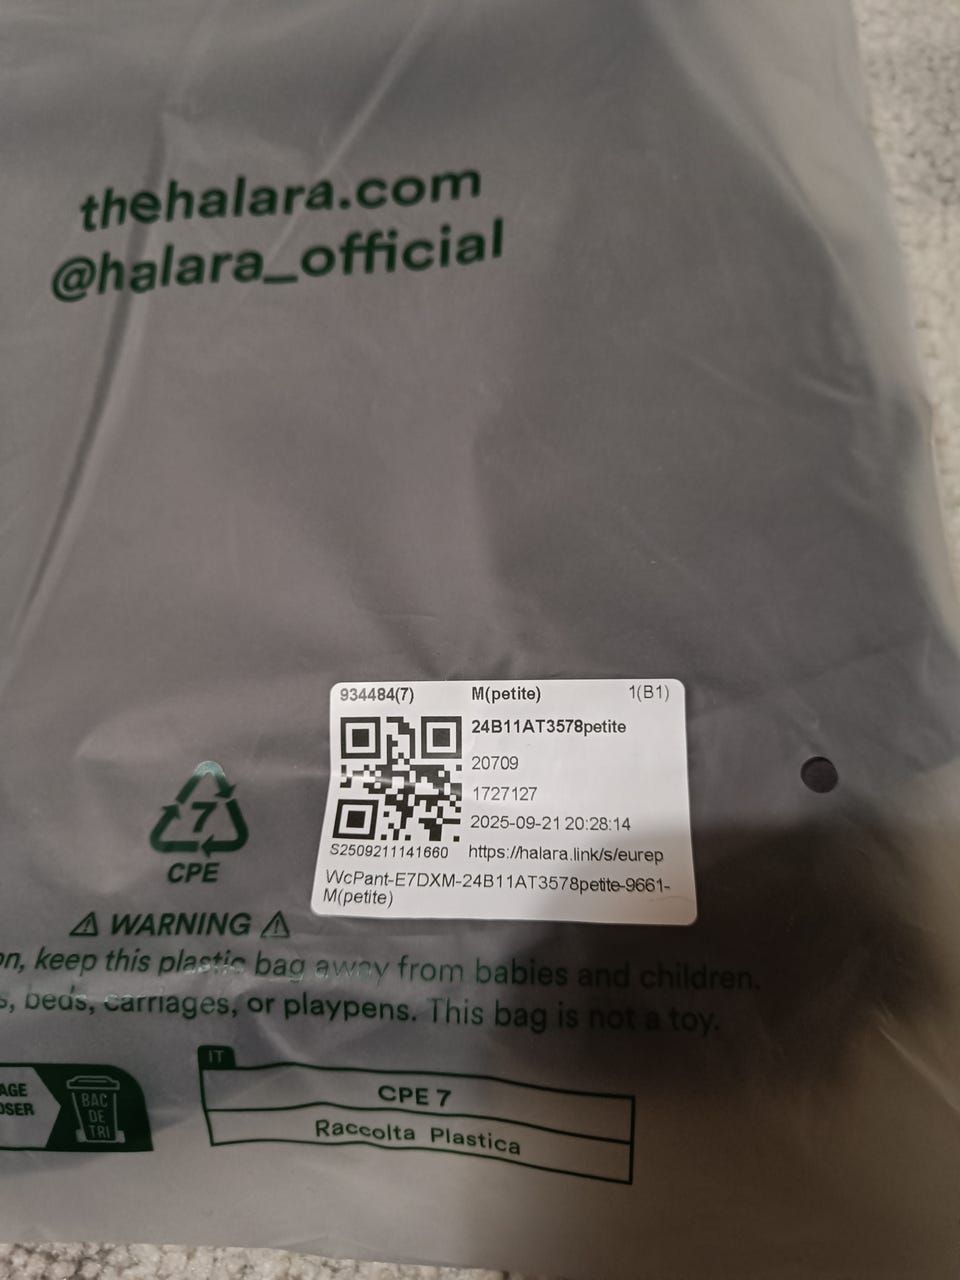 thehalara.com
@halara_official
934484(7) M(petite) 1(B1)
24B11AT3578petite
20709
1727127
2025-09-21 20:28:14
S2509211141660 https://halara.link/s/eurep
WcPant-E7DXM-24B11AT3578petite-9661-
M(petite)
7
CPE
⚠ WARNING ⚠
on, keep this plastic bag away from babies and children.
s, beds, carriages, or playpens. This bag is not a toy.
AGE
OSER
BAC
DE
TRI
IT
CPE 7
Raccolta Plastica